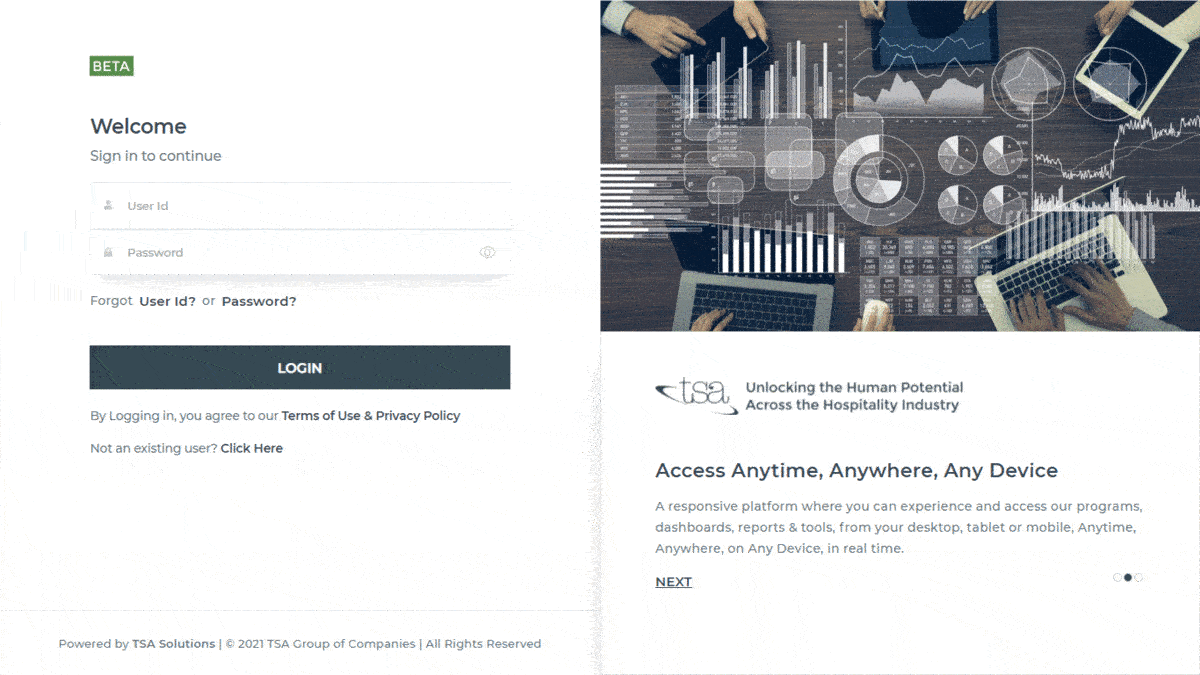 BETA
Welcome
Sign in to continue
User Id
Password
Forgot User Id? or Password?
LOGIN
By Logging in, you agree to our Terms of Use & Privacy Policy
Not an existing user? Click Here
Powered by TSA Solutions | © 2021 TSA Group of Companies | All Rights Reserved
tsa
Unlocking the Human Potential
Across the Hospitality Industry
Access Anytime, Anywhere, Any Device
A responsive platform where you can experience and access our programs,
dashboards, reports & tools, from your desktop, tablet or mobile, Anytime,
Anywhere, on Any Device, in real time.
NEXT